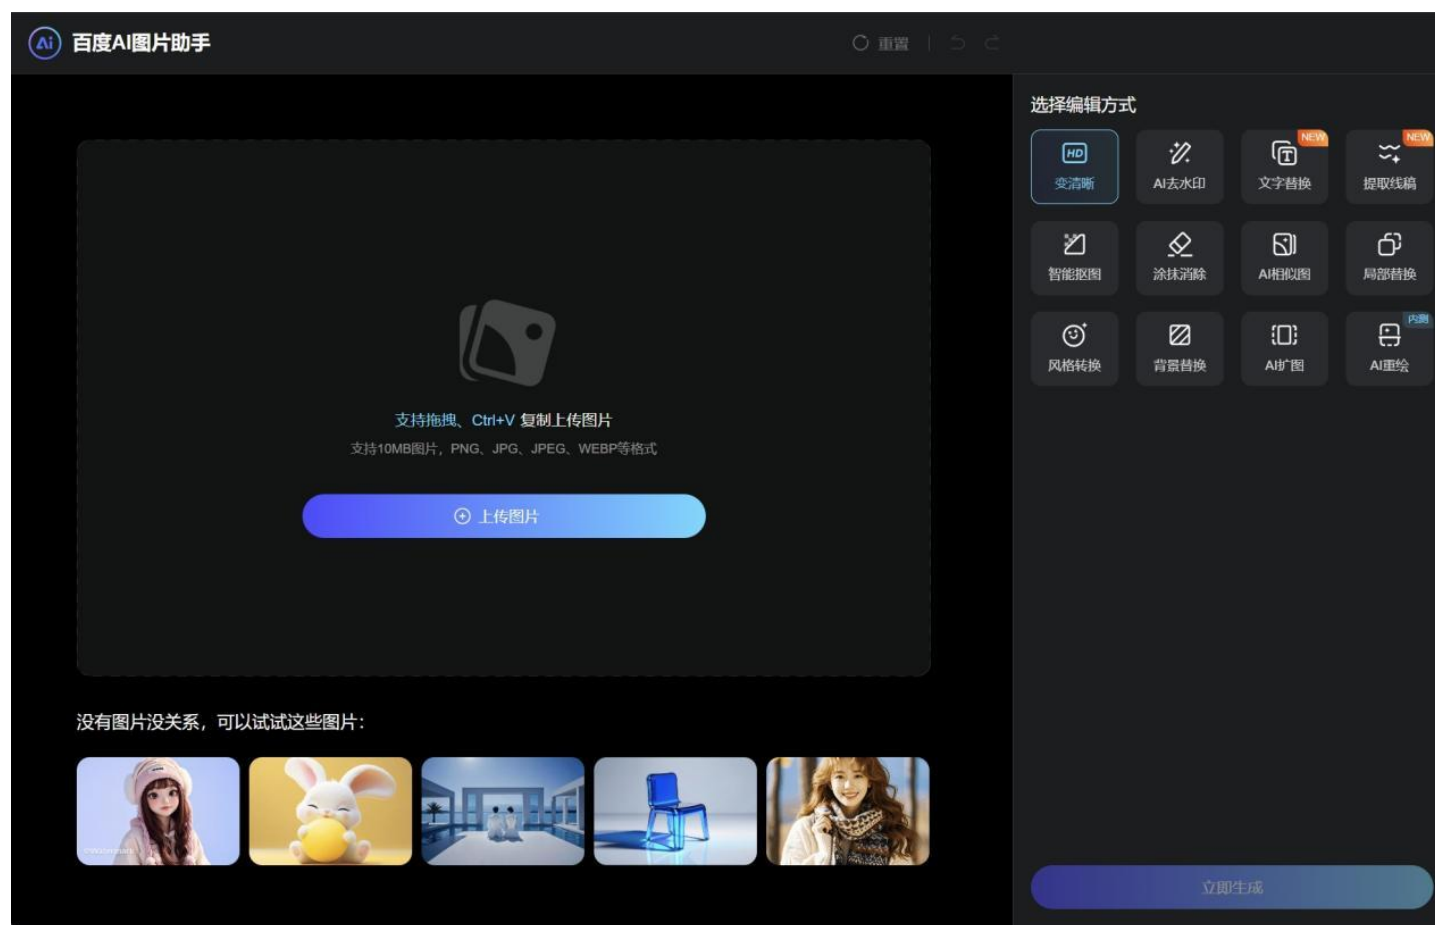 Ai 百度AI图片助手
重置
选择编辑方式
HD
变清晰
AI去水印
NEW
文字替换
NEW
提取线稿
智能抠图
涂抹消除
AI相似图
局部替换
风格转换
背景替换
AI扩图
内测
AI重绘
支持拖拽、Ctrl+V 复制上传图片
支持10MB图片，PNG、JPG、JPEG、WEBP等格式
上传图片
没有图片没关系，可以试试这些图片：
©Watermark
立即生成